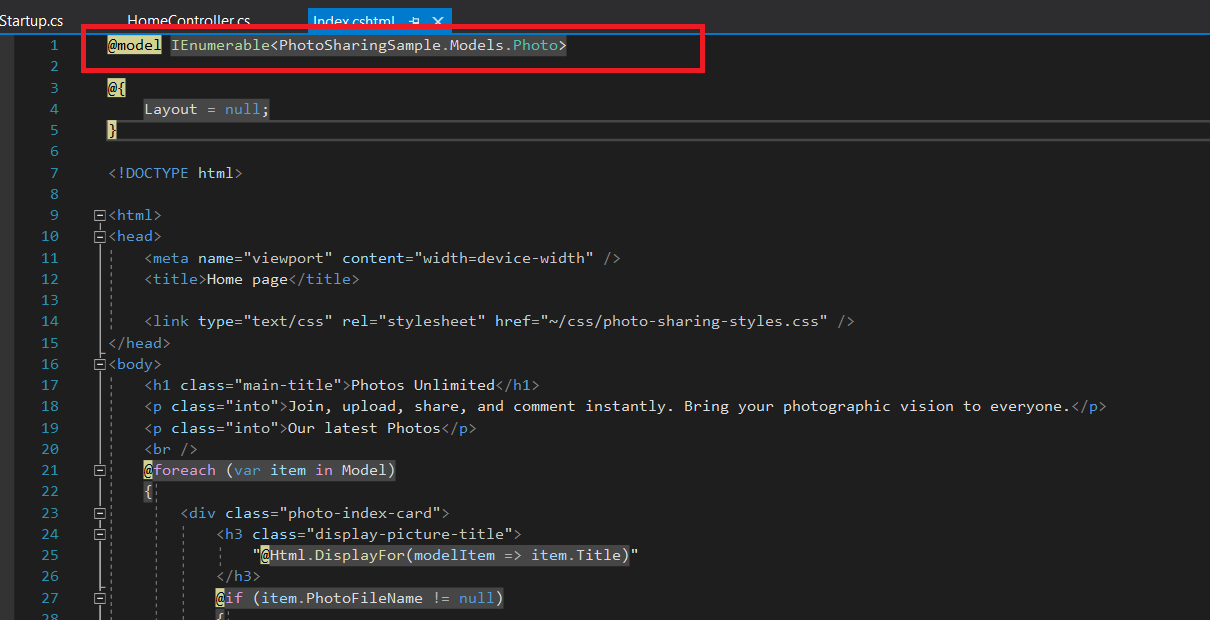 Startup.cs HomeController.cs Index.cshtml
1 @model IEnumerable<PhotoSharingSample.Models.Photo>
2
3 @{
4 Layout = null;
5 }
6
7 <!DOCTYPE html>
8
9 <html>
10 <head>
11 <meta name="viewport" content="width=device-width" />
12 <title>Home page</title>
13
14 <link type="text/css" rel="stylesheet" href="~/css/photo-sharing-styles.css" />
15 </head>
16 <body>
17 <h1 class="main-title">Photos Unlimited</h1>
18 <p class="into">Join, upload, share, and comment instantly. Bring your photographic vision to everyone.</p>
19 <p class="into">Our latest Photos</p>
20 <br />
21 @foreach (var item in Model)
22 {
23 <div class="photo-index-card">
24 <h3 class="display-picture-title">
25 "@Html.DisplayFor(modelItem => item.Title)"
26 </h3>
27 @if (item.PhotoFileName != null)
28 {